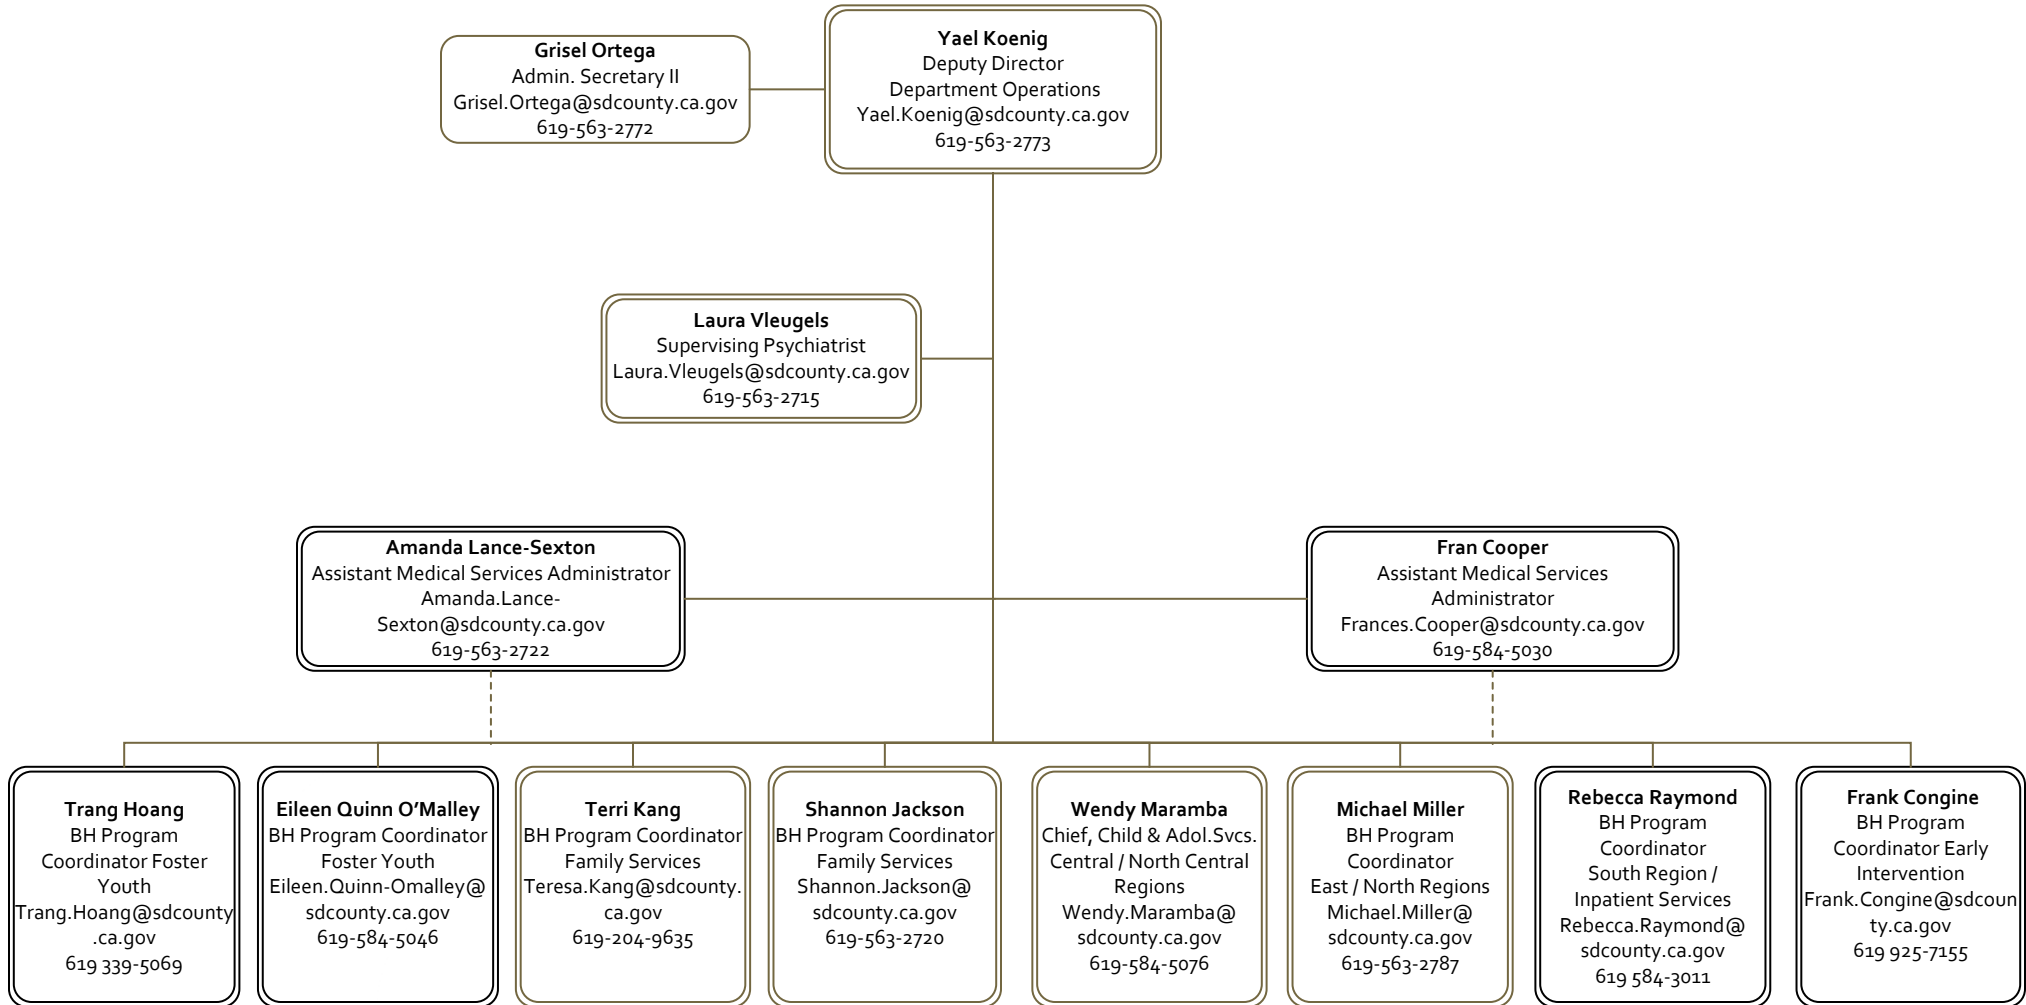 Grisel Ortega
Admin. Secretary II
Grisel.Ortega@sdcounty.ca.gov
619-563-2772
Yael Koenig
Deputy Director
Department Operations
Yael.Koenig@sdcounty.ca.gov
619-563-2773
Laura Vleugels
Supervising Psychiatrist
Laura.Vleugels@sdcounty.ca.gov
619-563-2715
Amanda Lance-Sexton
Assistant Medical Services Administrator
Amanda.Lance-
Sexton@sdcounty.ca.gov
619-563-2722
Fran Cooper
Assistant Medical Services
Administrator
Frances.Cooper@sdcounty.ca.gov
619-584-5030
Trang Hoang
BH Program
Coordinator Foster
Youth
Trang.Hoang@sdcounty
.ca.gov
619 339-5069
Eileen Quinn O’Malley
BH Program Coordinator
Foster Youth
Eileen.Quinn-Omalley@
sdcounty.ca.gov
619-584-5046
Terri Kang
BH Program Coordinator
Family Services
Teresa.Kang@sdcounty.
ca.gov
619-204-9635
Shannon Jackson
BH Program Coordinator
Family Services
Shannon.Jackson@
sdcounty.ca.gov
619-563-2720
Wendy Maramba
Chief, Child & Adol.Svcs.
Central / North Central
Regions
Wendy.Maramba@
sdcounty.ca.gov
619-584-5076
Michael Miller
BH Program
Coordinator
East / North Regions
Michael.Miller@
sdcounty.ca.gov
619-563-2787
Rebecca Raymond
BH Program
Coordinator
South Region /
Inpatient Services
Rebecca.Raymond@
sdcounty.ca.gov
619 584-3011
Frank Congine
BH Program
Coordinator Early
Intervention
Frank.Congine@sdcoun
ty.ca.gov
619 925-7155